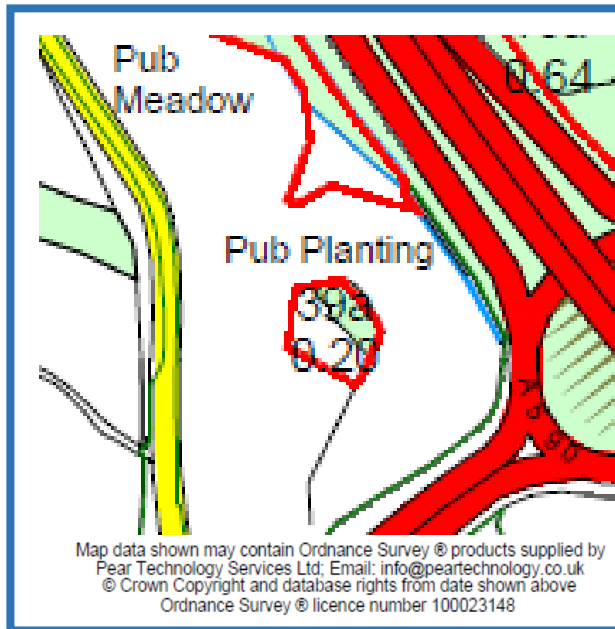 Pub
Meadow
0.64
Pub Planting
39a
0.20
Map data shown may contain Ordnance Survey ® products supplied by
Pear Technology Services Ltd; Email: info@peartechnology.co.uk
© Crown Copyright and database rights from date shown above
Ordnance Survey ® licence number 100023148